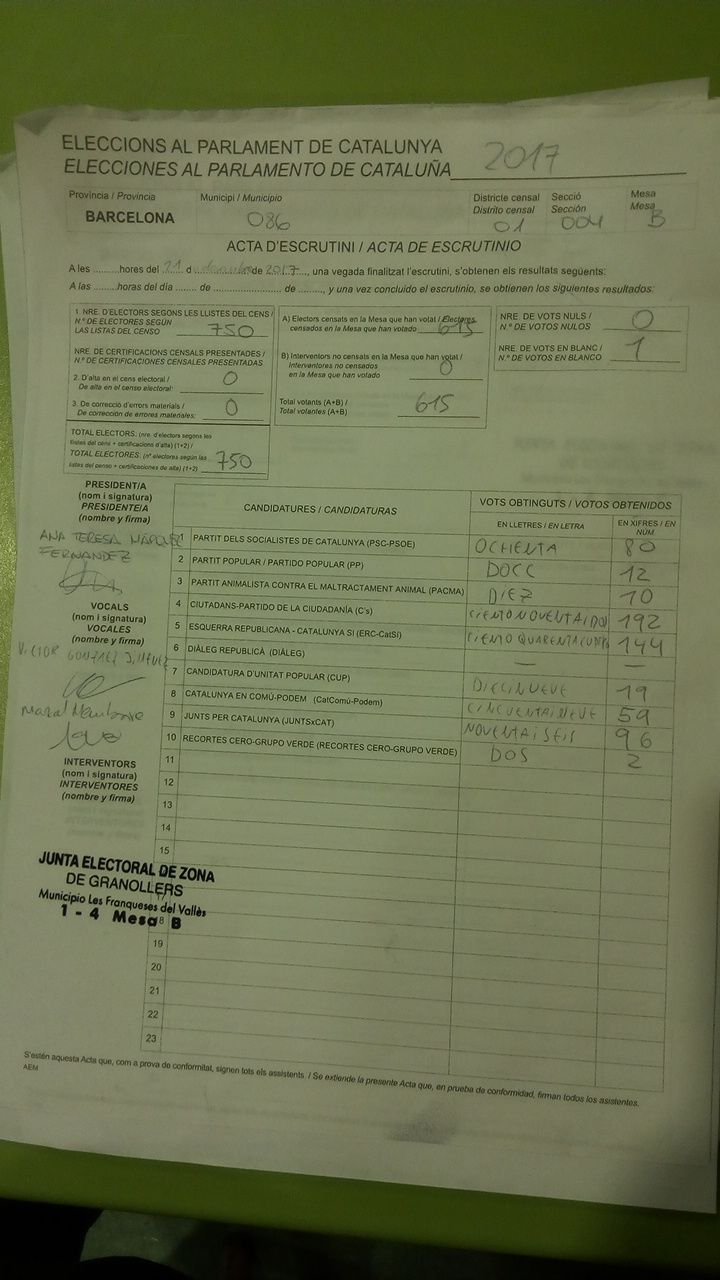 ELECCIONS AL PARLAMENT DE CATALUNYA
ELECCIONES AL PARLAMENTO DE CATALUÑA 2017
Província / Provincia
BARCELONA
Municipi / Municipio
086
Districte censal
Distrito censal
01
Secció
Sección
004
Mesa
Mesa
B
ACTA D'ESCRUTINI / ACTA DE ESCRUTINIO
A les ..........hores del 21 d de 2017..., una vegada finalitzat l'escrutini, s'obtenen els resultats següents:
A las ..........horas del día ....... de .................... de ........., y una vez concluido el escrutinio, se obtienen los siguientes resultados:
1. NRE. D'ELECTORS SEGONS LES LLISTES DEL CENS /
N.º DE ELECTORES SEGÚN
LAS LISTAS DEL CENSO 750
NRE. DE CERTIFICACIONS CENSALS PRESENTADES /
N.º DE CERTIFICACIONES CENSALES PRESENTADAS
2. D'alta en el cens electoral /
De alta en el censo electoral: 0
3. De correcció d'errors materials /
De corrección de errores materiales: 0
TOTAL ELECTORS: (nre. d'electors segons les
llistes del cens + certificacions d'alta) (1+2) /
TOTAL ELECTORES: (nº electores según las
listas del censo + certificaciones de alta) (1+2) 750
A) Electors censats en la Mesa que han votat / Electores
censados en la Mesa que han votado 615
B) Interventors no censats en la Mesa que han votat /
Interventores no censados
en la Mesa que han votado 0
Total votants (A+B) /
Total votantes (A+B) 615
NRE. DE VOTS NULS /
N.º DE VOTOS NULOS 0
NRE. DE VOTS EN BLANC /
N.º DE VOTOS EN BLANCO 1
PRESIDENT/A
(nom i signatura)
PRESIDENTE/A
(nombre y firma)
ANA TERESA MÁRQUEZ
FERNANDEZ
VOCALS
(nom i signatura)
VOCALES
(nombre y firma)
VICTOR
INTERVENTORS
(nom i signatura)
INTERVENTORES
(nombre y firma)
CANDIDATURES / CANDIDATURAS
VOTS OBTINGUTS / VOTOS OBTENIDOS
EN LLETRES / EN LETRA
EN XIFRES / EN NÚM
1 PARTIT DELS SOCIALISTES DE CATALUNYA (PSC-PSOE) OCHENTA 80
2 PARTIT POPULAR / PARTIDO POPULAR (PP) DOCE 12
3 PARTIT ANIMALISTA CONTRA EL MALTRACTAMENT ANIMAL (PACMA) DIEZ 10
4 CIUTADANS-PARTIDO DE LA CIUDADANÍA (C's) CIENTO NOVENTAIDOS 192
5 ESQUERRA REPUBLICANA - CATALUNYA SI (ERC-CatSI) CIENTO QUARENTA 144
6 DIÀLEG REPUBLICÀ (DIÀLEG) — —
7 CANDIDATURA D'UNITAT POPULAR (CUP) DIECINUEVE 19
8 CATALUNYA EN COMÚ-PODEM (CatComú-Podem) CINCUENTAINUEVE 59
9 JUNTS PER CATALUNYA (JUNTSxCAT) NOVENTAISEIS 96
10 RECORTES CERO-GRUPO VERDE (RECORTES CERO-GRUPO VERDE) DOS 2
11
12
13
14
15
JUNTA ELECTORAL DE ZONA
DE GRANOLLERS
Municipio Les Franqueses del Vallès
1 - 4 Mesa B
19
20
21
22
23
S'estén aquesta Acta que, com a prova de conformitat, signen tots els assistents. / Se extiende la presente Acta que, en prueba de conformidad, firman todos los asistentes.
AEM